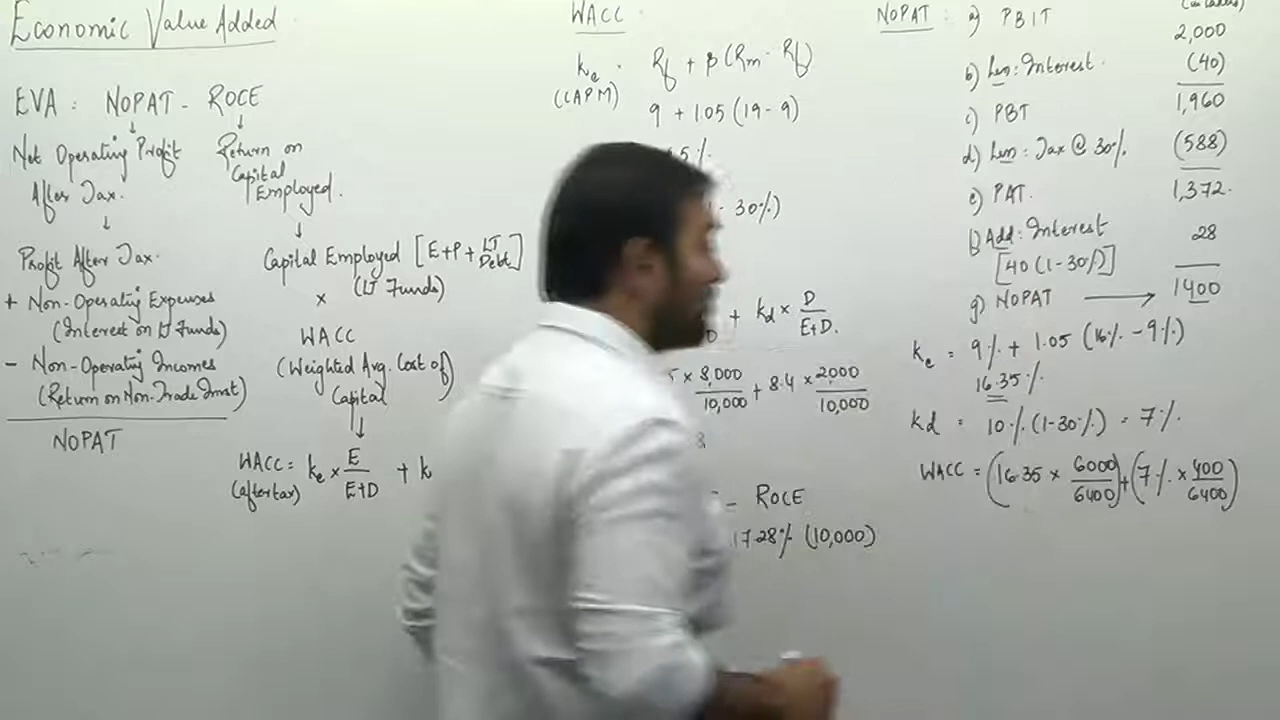 Economic Value Added
EVA : NOPAT - ROCE
Net Operating Profit
After Tax.
Return on
Capital
Employed.
Profit After Tax.
+ Non-Operating Expenses
(Interest on LT Funds)
- Non-Operating Incomes
(Return on Non-Trade Invst)
NOPAT
Capital Employed [E+P+LT Debt]
(LT Funds)
×
WACC
(Weighted Avg. Cost of)
Capital
WACC = ke × E/E+D + k
(aftertax)
WACC
ke = Rf + β (Rm - Rf)
(CAPM)
9 + 1.05 (19 - 9)
5%
30%)
+ kd × D/E+D.
× 8,000/10,000 + 8.4 × 2,000/10,000
8
- ROCE
17.28% (10,000)
NOPAT : a) PBIT 2,000
b) Less: Interest. (40)
c) PBT 1,960
d) Less: Tax @ 30% (588)
e) PAT. 1,372.
f) Add: Interest 28
[40 (1-30%)]
g) NOPAT → 1400
ke = 9% + 1.05 (16% - 9%)
16.35%
kd = 10% (1-30%) = 7%
WACC = (16.35 × 6000/6400) + (7% × 400/6400)